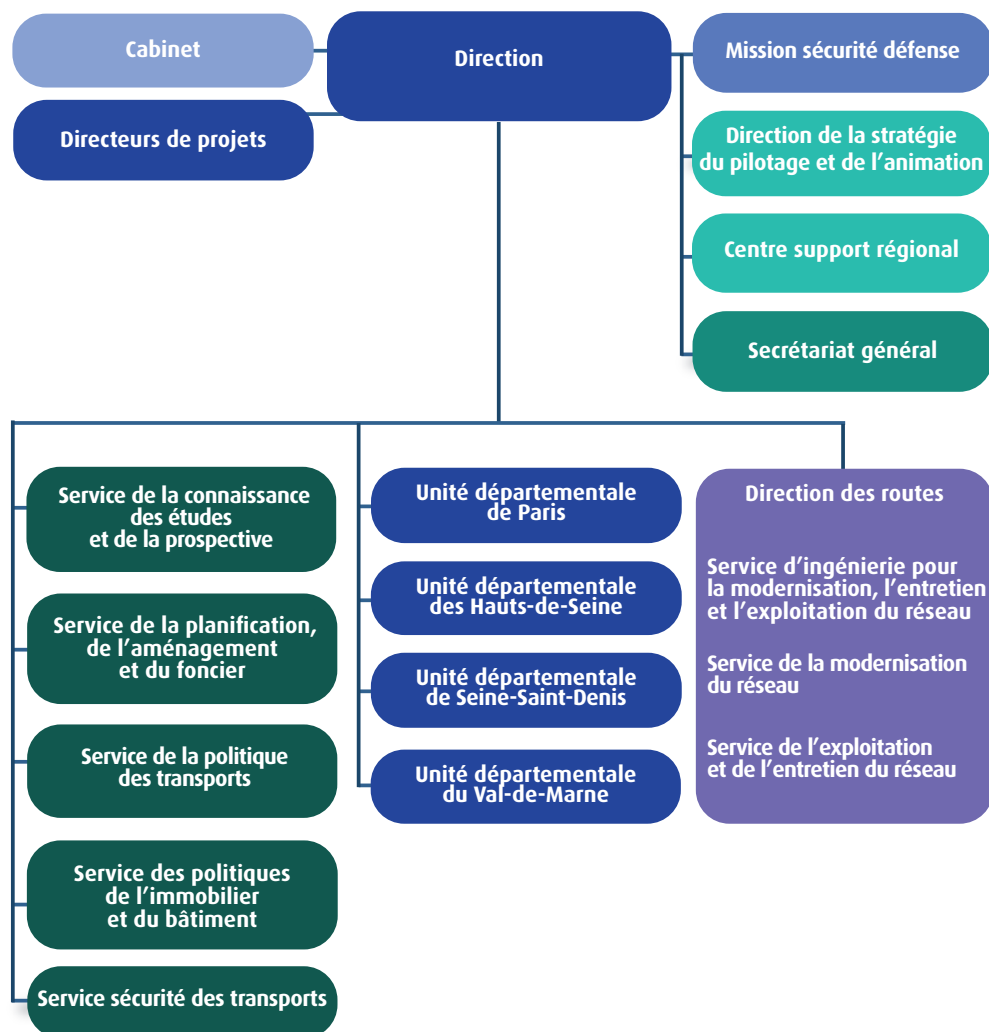 Cabinet
Direction
Mission sécurité défense
Directeurs de projets
Direction de la stratégie
du pilotage et de l’animation
Centre support régional
Secrétariat général
Service de la connaissance
des études
et de la prospective
Service de la planification,
de l’aménagement
et du foncier
Service de la politique
des transports
Service des politiques
de l’immobilier
et du bâtiment
Service sécurité des transports
Unité départementale
de Paris
Unité départementale
des Hauts-de-Seine
Unité départementale
de Seine-Saint-Denis
Unité départementale
du Val-de-Marne
Direction des routes
Service d’ingénierie pour
la modernisation, l’entretien
et l’exploitation du réseau
Service de la modernisation
du réseau
Service de l’exploitation
et de l’entretien du réseau